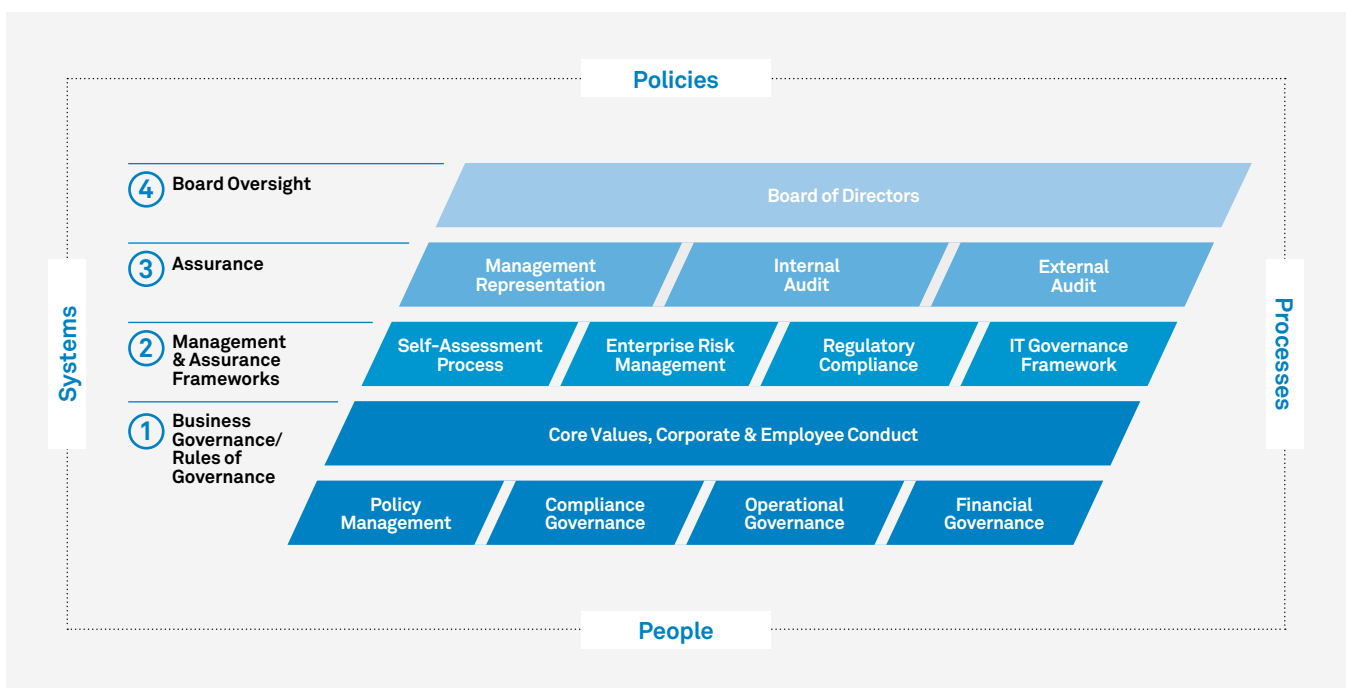 Policies
4
Board Oversight
Board of Directors
3
Assurance
Management
Representation
Internal
Audit
External
Audit
2
Management
& Assurance
Frameworks
Self-Assessment
Process
Enterprise Risk
Management
Regulatory
Compliance
IT Governance
Framework
1
Business
Governance/
Rules of
Governance
Core Values, Corporate & Employee Conduct
Policy
Management
Compliance
Governance
Operational
Governance
Financial
Governance
Systems
Processes
People